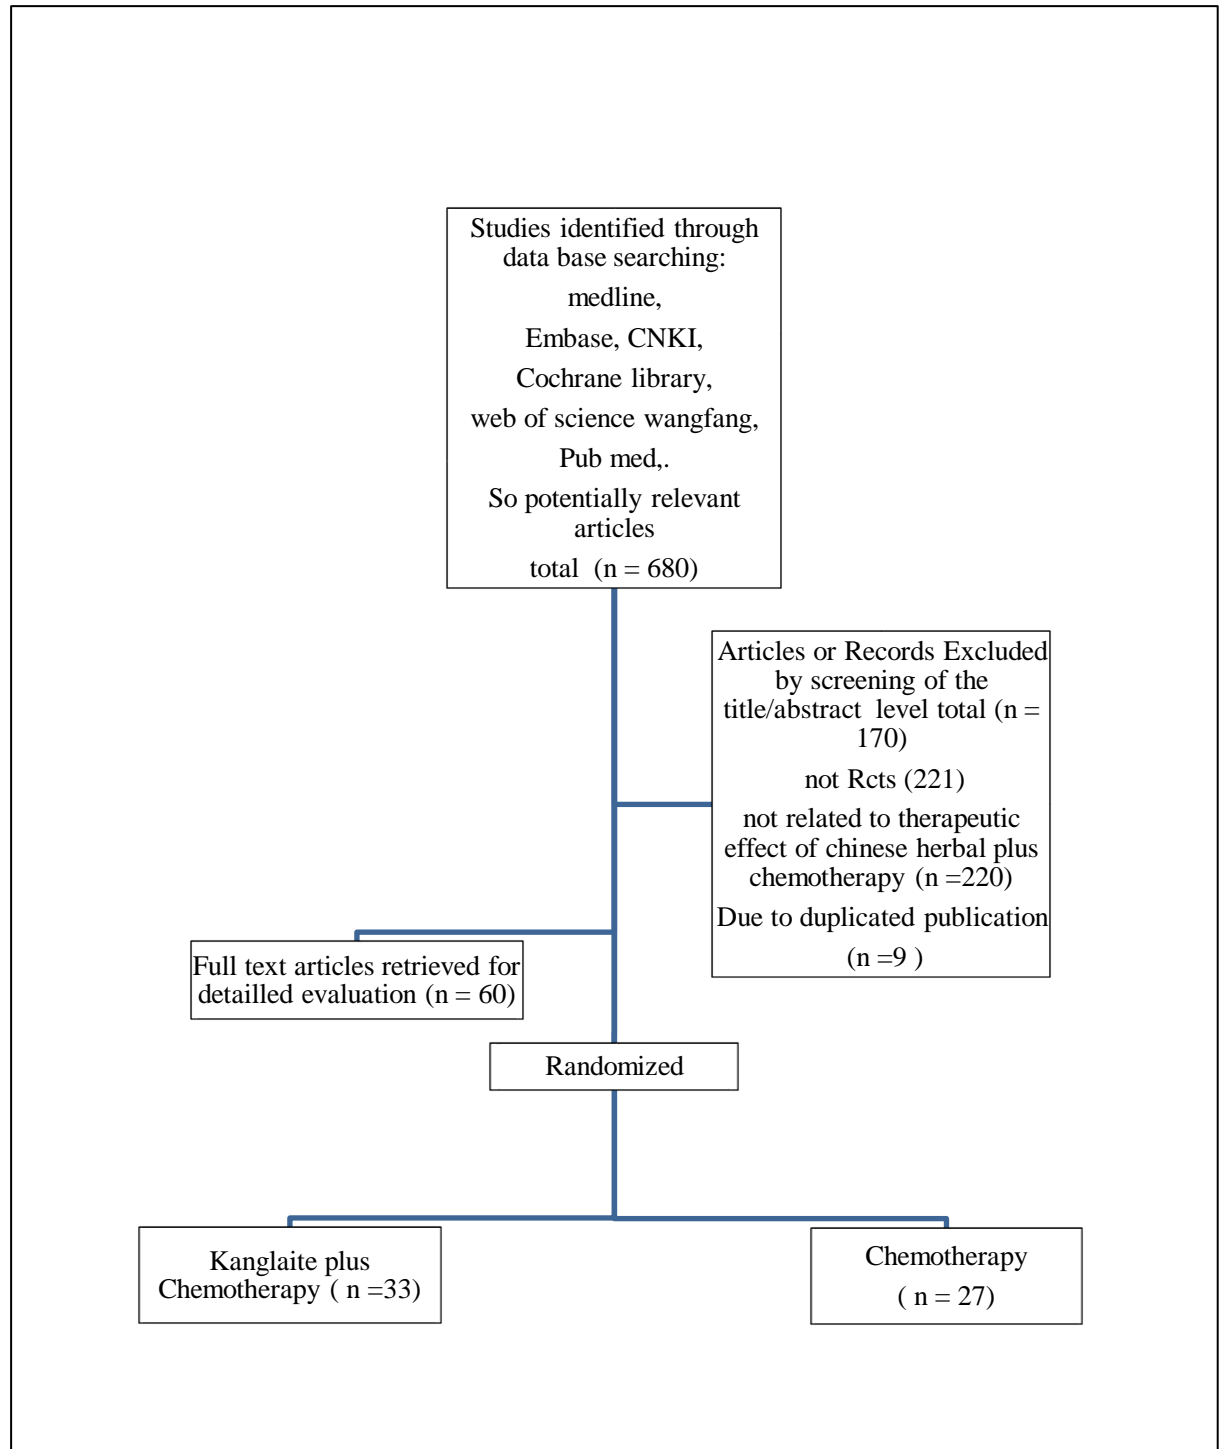 Studies identified through
data base searching:
medline,
Embase, CNKI,
Cochrane library,
web of science wangfang,
Pub med,.
So potentially relevant
articles
total (n = 680)
Articles or Records Excluded
by screening of the
title/abstract level total (n =
170)
not Rcts (221)
not related to therapeutic
effect of chinese herbal plus
chemotherapy (n =220)
Due to duplicated publication
(n =9 )
Full text articles retrieved for
detailled evaluation (n = 60)
Randomized
Kanglaite plus
Chemotherapy ( n =33)
Chemotherapy
( n = 27)